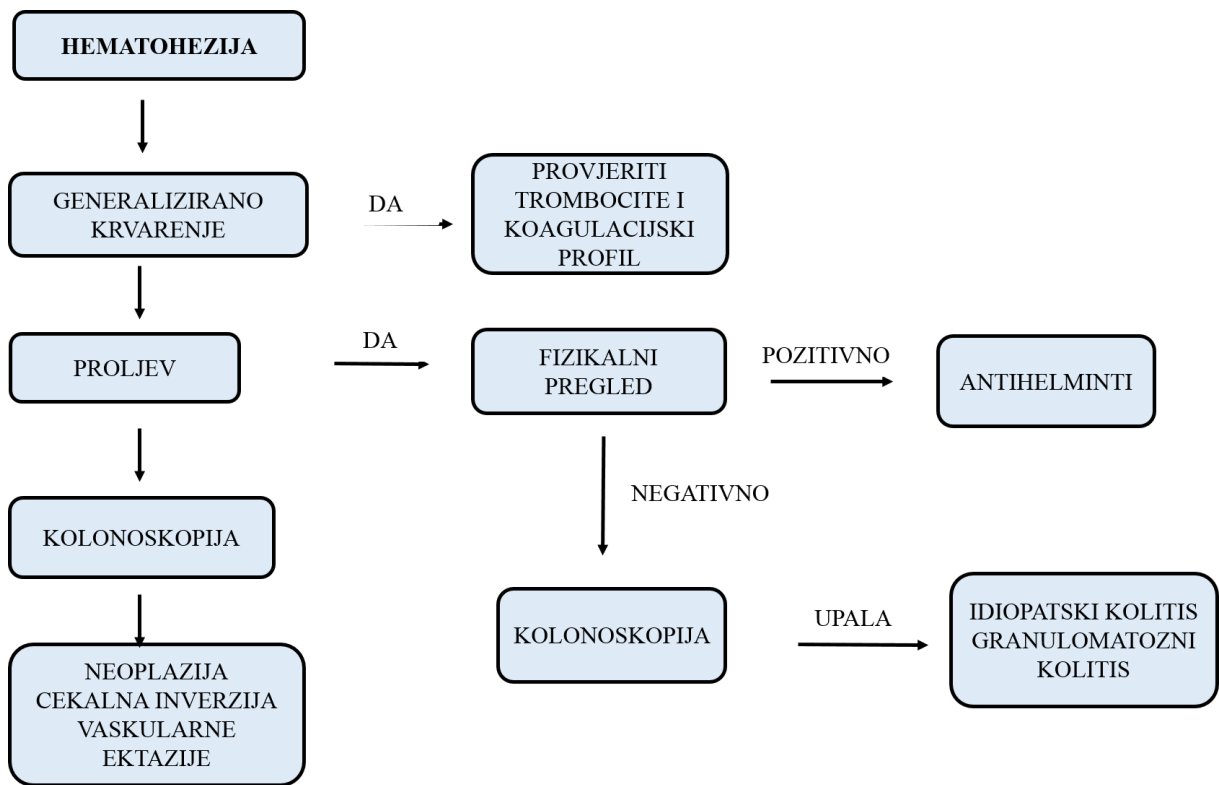 HEMATOHEZIJA
GENERALIZIRANO
KRVARENJE
DA
PROVJERITI
TROMBOCITE I
KOAGULACIJSKI
PROFIL
PROLJEV
DA
FIZIKALNI
PREGLED
POZITIVNO
ANTIHELMINTI
NEGATIVNO
KOLONOSKOPIJA
KOLONOSKOPIJA
UPALA
IDIOPATSKI KOLITIS
GRANULOMATOZNI
KOLITIS
NEOPLAZIJA
CEKALNA INVERZIJA
VASKULARNE
EKTAZIJE